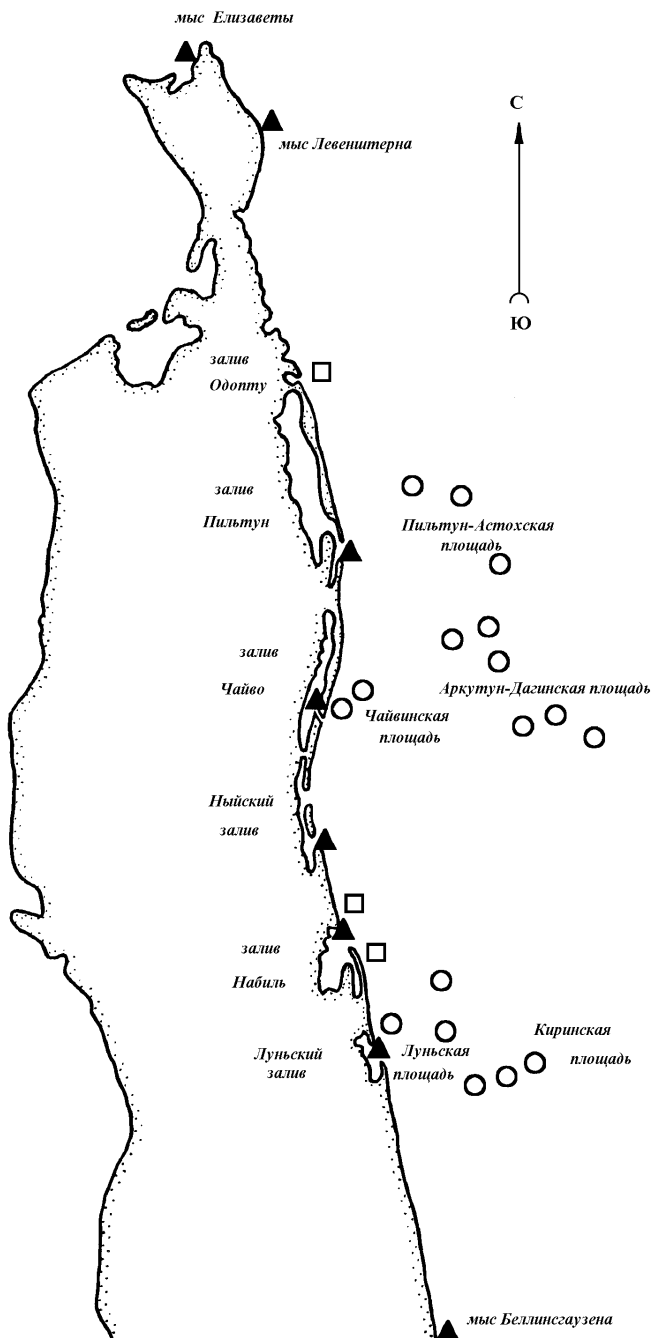 мыс Елизаветы
С
мыс Левенштерна
Ю
залив
Одопту
залив
Пильтун
Пильтун-Астохская
площадь
залив
Чайво
Аркутун-Дагинская площадь
Чайвинская
площадь
Ныйский
залив
залив
Набиль
Киринская
площадь
Луньский
залив
Луньская
площадь
мыс Беллинсгаузена